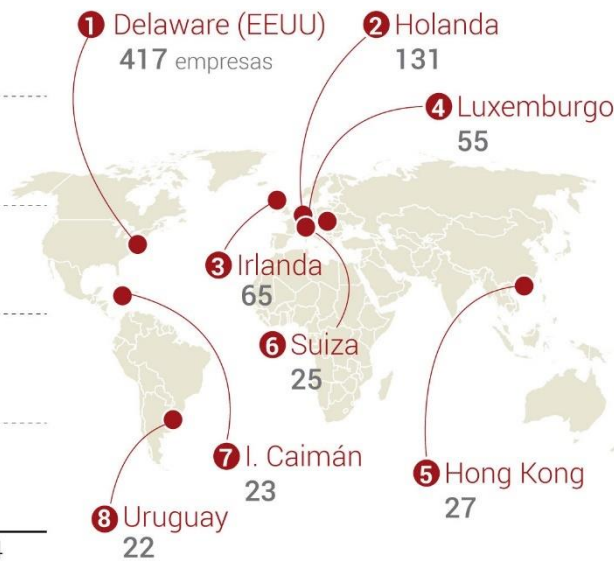 1 Delaware (EEUU)
417 empresas
2 Holanda
131
4 Luxemburgo
55
3 Irlanda
65
6 Suiza
25
7 I. Caimán
23
5 Hong Kong
27
8 Uruguay
22